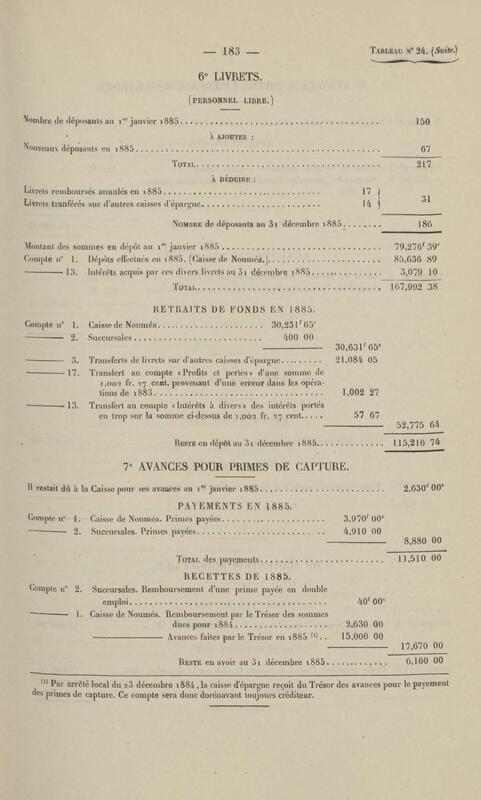 — 183 — TABLEAU N° 24. (Suite.)
6° LIVRETS.
(PERSONNEL LIBRE.)
Nombre de déposants au 1er janvier 1885 150
À AJOUTER :
Nouveaux déposants en 1885 67
TOTAL 217
À DÉDUIRE :
Livrets remboursés annulés en 1885 17
Livrets tranférés sur d'autres caisses d'épargne 14 } 31
NOMBRE de déposants au 31 décembre 1885 186
Montant des sommes en dépôt au 1er janvier 1885 79,276f 39c
Compte n° 1. Dépôts effectués en 1885. (Caisse de Nouméa.) 85,636 89
——— 13. Intérêts acquis par ces divers livrets au 31 décembre 1885 3,079 10
TOTAL 167,992 38
RETRAITS DE FONDS EN 1885.
Compte n° 1. Caisse de Nouméa 30,231f 65c
——— 2. Succursales 400 00
30,631f 65c
——— 3. Transferts de livrets sur d'autres caisses d'épargne 21,084 05
——— 17. Transfert au compte «Profits et pertes» d'une somme de
1,002 fr. 27 cent. provenant d'une erreur dans les opéra-
tions de 1883 1,002 27
——— 13. Transfert au compte «Intérêts à divers» des intérêts portés
en trop sur la somme ci-dessus de 1,002 fr. 27 cent. 57 67
52,775 64
RESTE en dépôt au 31 décembre 1885 115,216 74
7° AVANCES POUR PRIMES DE CAPTURE.
Il restait dû à la Caisse pour ses avances au 1er janvier 1885 2,630f 00c
PAYEMENTS EN 1885.
Compte n° 1. Caisse de Nouméa. Primes payées 3,970f 00c
——— 2. Succursales. Primes payées 4,910 00
8,880 00
TOTAL des payements 11,510 00
RECETTES DE 1885.
Compte n° 2. Succursales. Remboursement d'une prime payée en double
emploi 40f 00c
——— 1. Caisse de Nouméa. Remboursement par le Trésor des sommes
dues pour 1884 2,630 00
——— Avances faites par le Trésor en 1885 (1) 15,000 00
17,670 00
RESTE en avoir au 31 décembre 1885 6,160 00
(1) Par arrêté local du 23 décembre 1884, la caisse d'épargne reçoit du Trésor des avances pour le payement
des primes de capture. Ce compte sera donc dorénavant toujours créditeur.